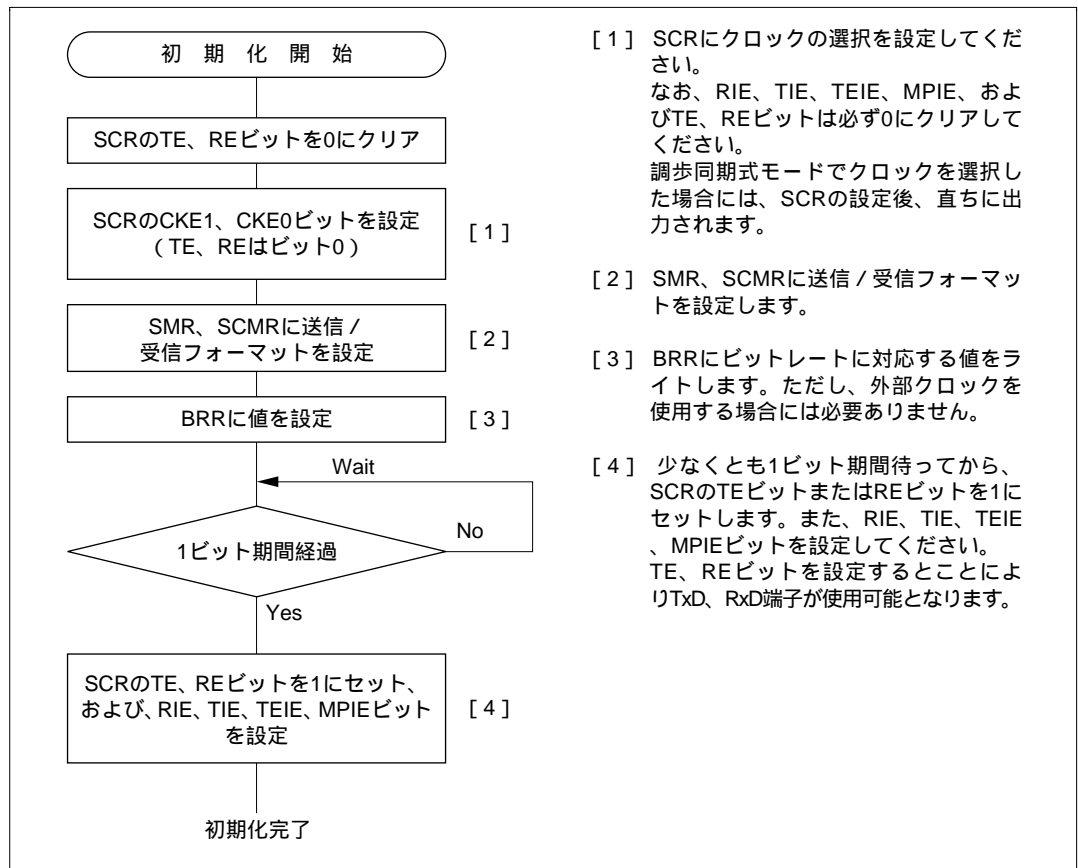 初 期 化 開 始
SCRのTE、REビットを0にクリア
SCRのCKE1、CKE0ビットを設定
(TE、REはビット0)
[1]
SMR、SCMRに送信/
受信フォーマットを設定
[2]
BRRに値を設定
[3]
Wait
1ビット期間経過
No
Yes
SCRのTE、REビットを1にセット、
および、RIE、TIE、TEIE、MPIEビット
を設定
[4]
初期化完了
[1] SCRにクロックの選択を設定してくだ
さい。
なお、RIE、TIE、TEIE、MPIE、およ
びTE、REビットは必ず0にクリアして
ください。
調歩同期式モードでクロックを選択し
た場合には、SCRの設定後、直ちに出
力されます。
[2] SMR、SCMRに送信/受信フォーマッ
トを設定します。
[3] BRRにビットレートに対応する値をラ
イトします。ただし、外部クロックを
使用する場合には必要ありません。
[4] 少なくとも1ビット期間待ってから、
SCRのTEビットまたはREビットを1に
セットします。また、RIE、TIE、TEIE
、MPIEビットを設定してください。
TE、REビットを設定するとことによ
りTxD、RxD端子が使用可能となります。